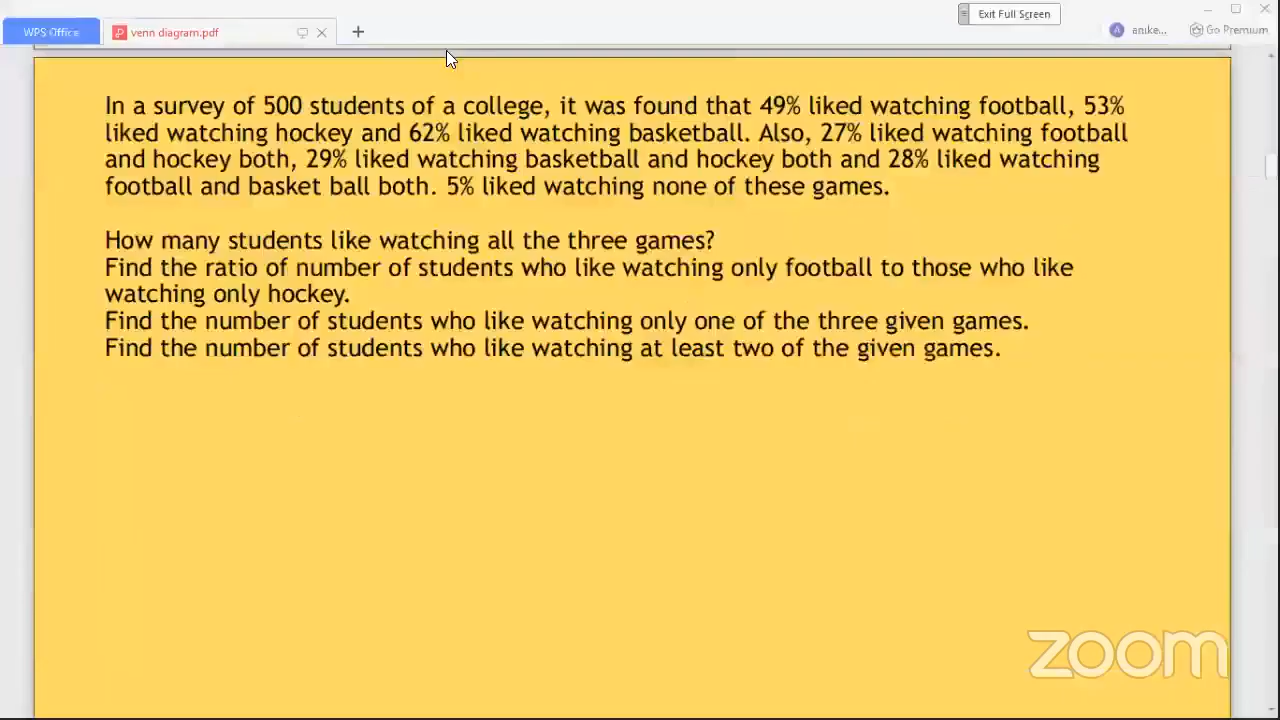 Exit Full Screen
WPS Office
venn diagram.pdf
anike...
Go Premium
In a survey of 500 students of a college, it was found that 49% liked watching football, 53%
liked watching hockey and 62% liked watching basketball. Also, 27% liked watching football
and hockey both, 29% liked watching basketball and hockey both and 28% liked watching
football and basket ball both. 5% liked watching none of these games.
How many students like watching all the three games?
Find the ratio of number of students who like watching only football to those who like
watching only hockey.
Find the number of students who like watching only one of the three given games.
Find the number of students who like watching at least two of the given games.
zoom